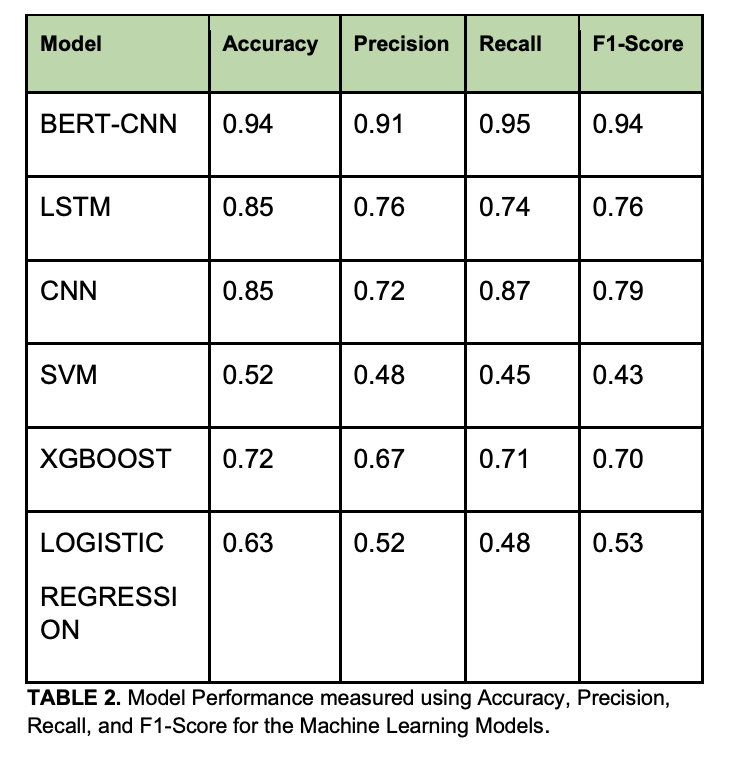 Model Accuracy Precision Recall F1-Score
BERT-CNN 0.94 0.91 0.95 0.94
LSTM 0.85 0.76 0.74 0.76
CNN 0.85 0.72 0.87 0.79
SVM 0.52 0.48 0.45 0.43
XGBOOST 0.72 0.67 0.71 0.70
LOGISTIC 0.63 0.52 0.48 0.53
REGRESSI
ON
TABLE 2. Model Performance measured using Accuracy, Precision,
Recall, and F1-Score for the Machine Learning Models.